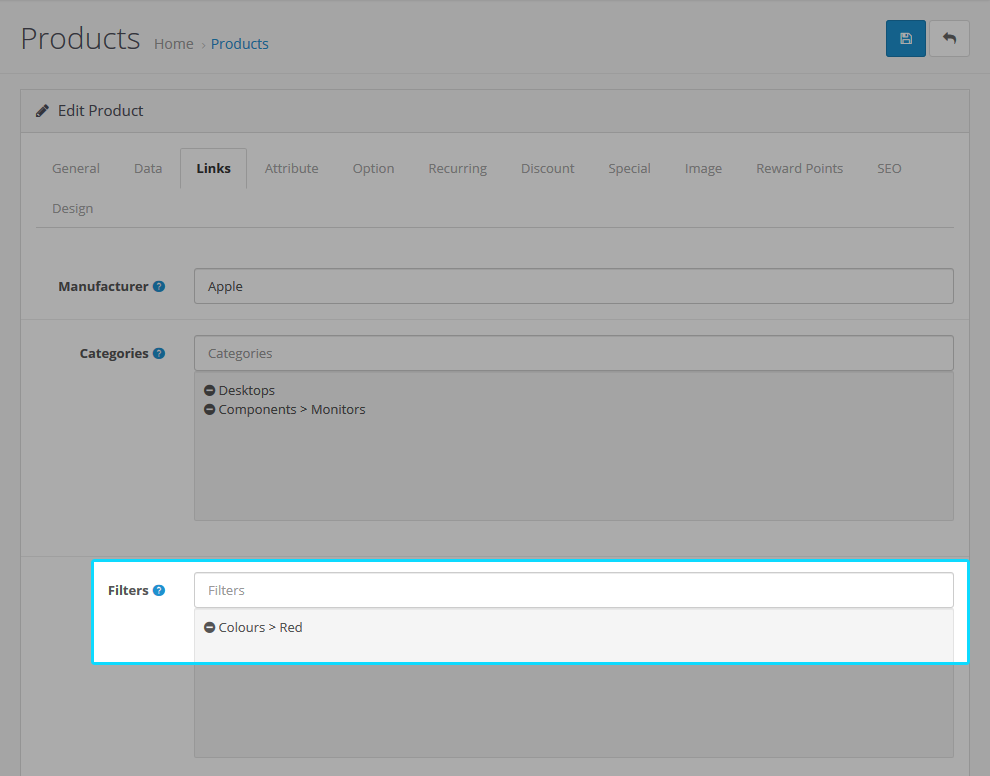 Products Home › Products
Edit Product
General Data Links Attribute Option Recurring Discount Special Image Reward Points SEO
Design
Manufacturer ? Apple
Categories ? Categories
Desktops
Components > Monitors
Filters ? Filters
Colours > Red